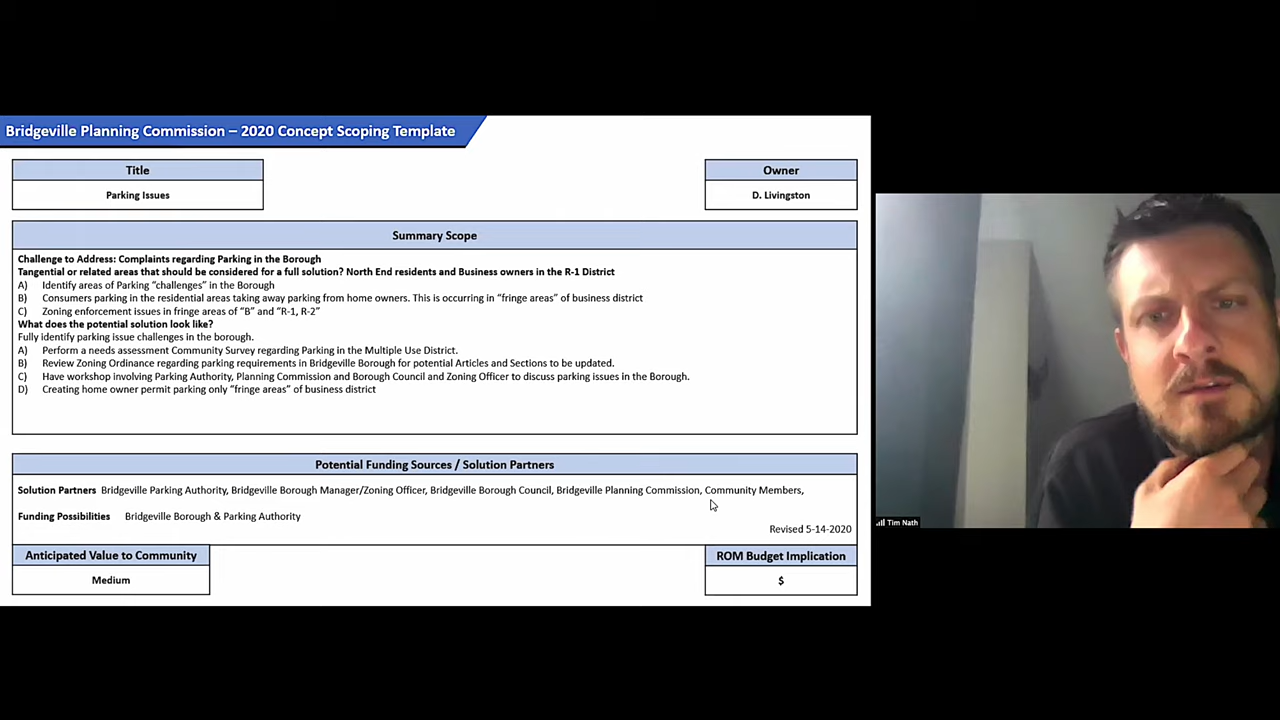 Bridgeville Planning Commission – 2020 Concept Scoping Template
Title
Parking Issues
Owner
D. Livingston
Summary Scope
Challenge to Address: Complaints regarding Parking in the Borough
Tangential or related areas that should be considered for a full solution? North End residents and Business owners in the R-1 District
A) Identify areas of Parking “challenges” in the Borough
B) Consumers parking in the residential areas taking away parking from home owners. This is occurring in “fringe areas” of business district
C) Zoning enforcement issues in fringe areas of “B” and “R-1, R-2”
What does the potential solution look like?
Fully identify parking issue challenges in the borough.
A) Perform a needs assessment Community Survey regarding Parking in the Multiple Use District.
B) Review Zoning Ordinance regarding parking requirements in Bridgeville Borough for potential Articles and Sections to be updated.
C) Have workshop involving Parking Authority, Planning Commission and Borough Council and Zoning Officer to discuss parking issues in the Borough.
D) Creating home owner permit parking only “fringe areas” of business district
Potential Funding Sources / Solution Partners
Solution Partners Bridgeville Parking Authority, Bridgeville Borough Manager/Zoning Officer, Bridgeville Borough Council, Bridgeville Planning Commission, Community Members,
Funding Possibilities Bridgeville Borough & Parking Authority
Revised 5-14-2020
Anticipated Value to Community
Medium
ROM Budget Implication
$
Tim Nath